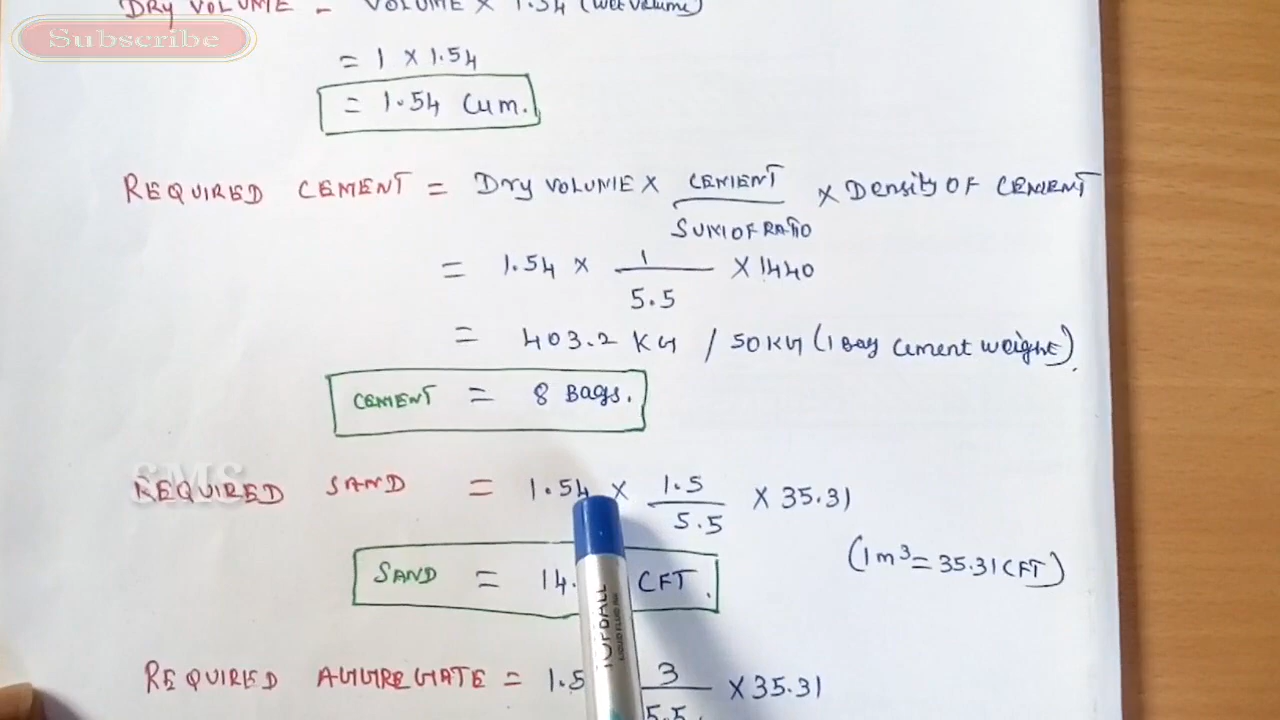 DRY VOLUME = VOLUME × 1.54 (Wet volume)
Subscribe
= 1 × 1.54
= 1.54 Cum.
REQUIRED CEMENT = Dry VOLUME × CEMENT / SUM OF RATIO × Density OF CEMENT
= 1.54 × 1 / 5.5 × 1440
= 403.2 KG / 50 KG (1 Bag Cement weight).
CEMENT = 8 Bags.
SMS
REQUIRED SAND = 1.54 × 1.5 / 5.5 × 35.31
(1m³ = 35.31 CFT)
SAND = 14. CFT.
REQUIRED AGGREGATE = 1.5 3 / 5.5 × 35.31